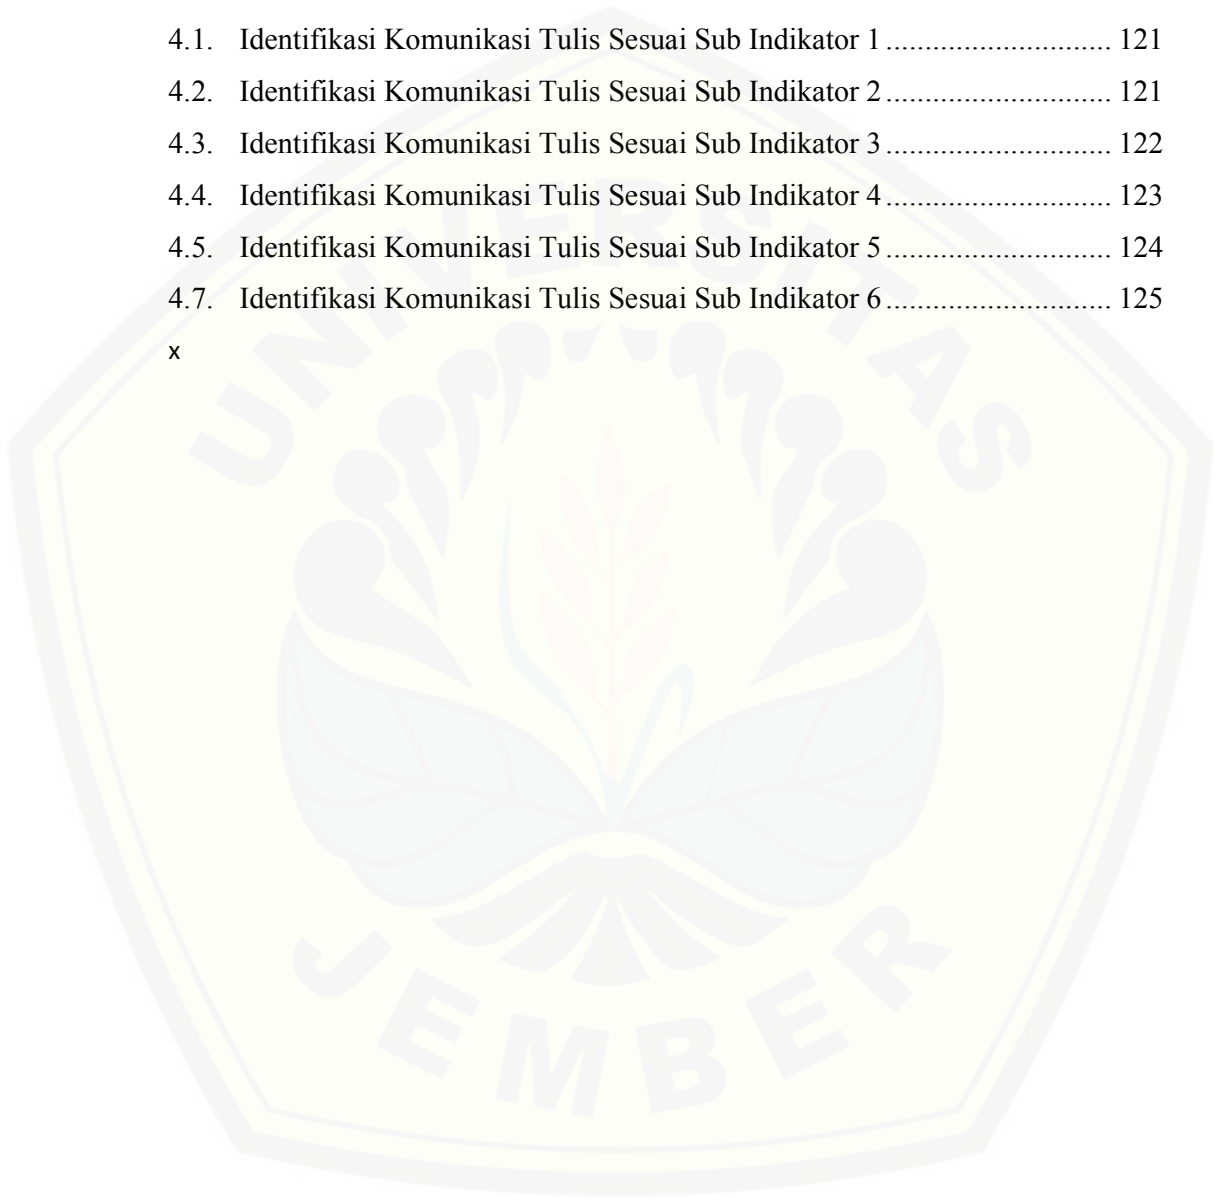 4.1. Identifikasi Komunikasi Tulis Sesuai Sub Indikator 1 ............................. 121
4.2. Identifikasi Komunikasi Tulis Sesuai Sub Indikator 2 ............................. 121
4.3. Identifikasi Komunikasi Tulis Sesuai Sub Indikator 3 ............................. 122
4.4. Identifikasi Komunikasi Tulis Sesuai Sub Indikator 4 ............................. 123
4.5. Identifikasi Komunikasi Tulis Sesuai Sub Indikator 5 ............................. 124
4.7. Identifikasi Komunikasi Tulis Sesuai Sub Indikator 6 ............................. 125
x
UNIVERSITAS
JEMBER